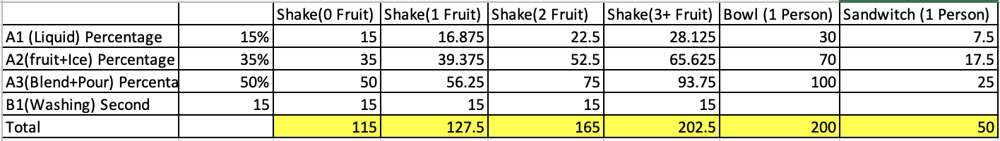 Shake(0 Fruit) Shake(1 Fruit) Shake(2 Fruit) Shake(3+ Fruit) Bowl (1 Person) Sandwitch (1 Person)
A1 (Liquid) Percentage 15% 15 16.875 22.5 28.125 30 7.5
A2(fruit+Ice) Percentage 35% 35 39.375 52.5 65.625 70 17.5
A3(Blend+Pour) Percenta 50% 50 56.25 75 93.75 100 25
B1(Washing) Second 15 15 15 15 15
Total 115 127.5 165 202.5 200 50